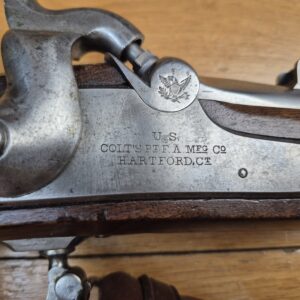 U.S.
COLT'S PT F A MFG Cº
HARTFORD, CT